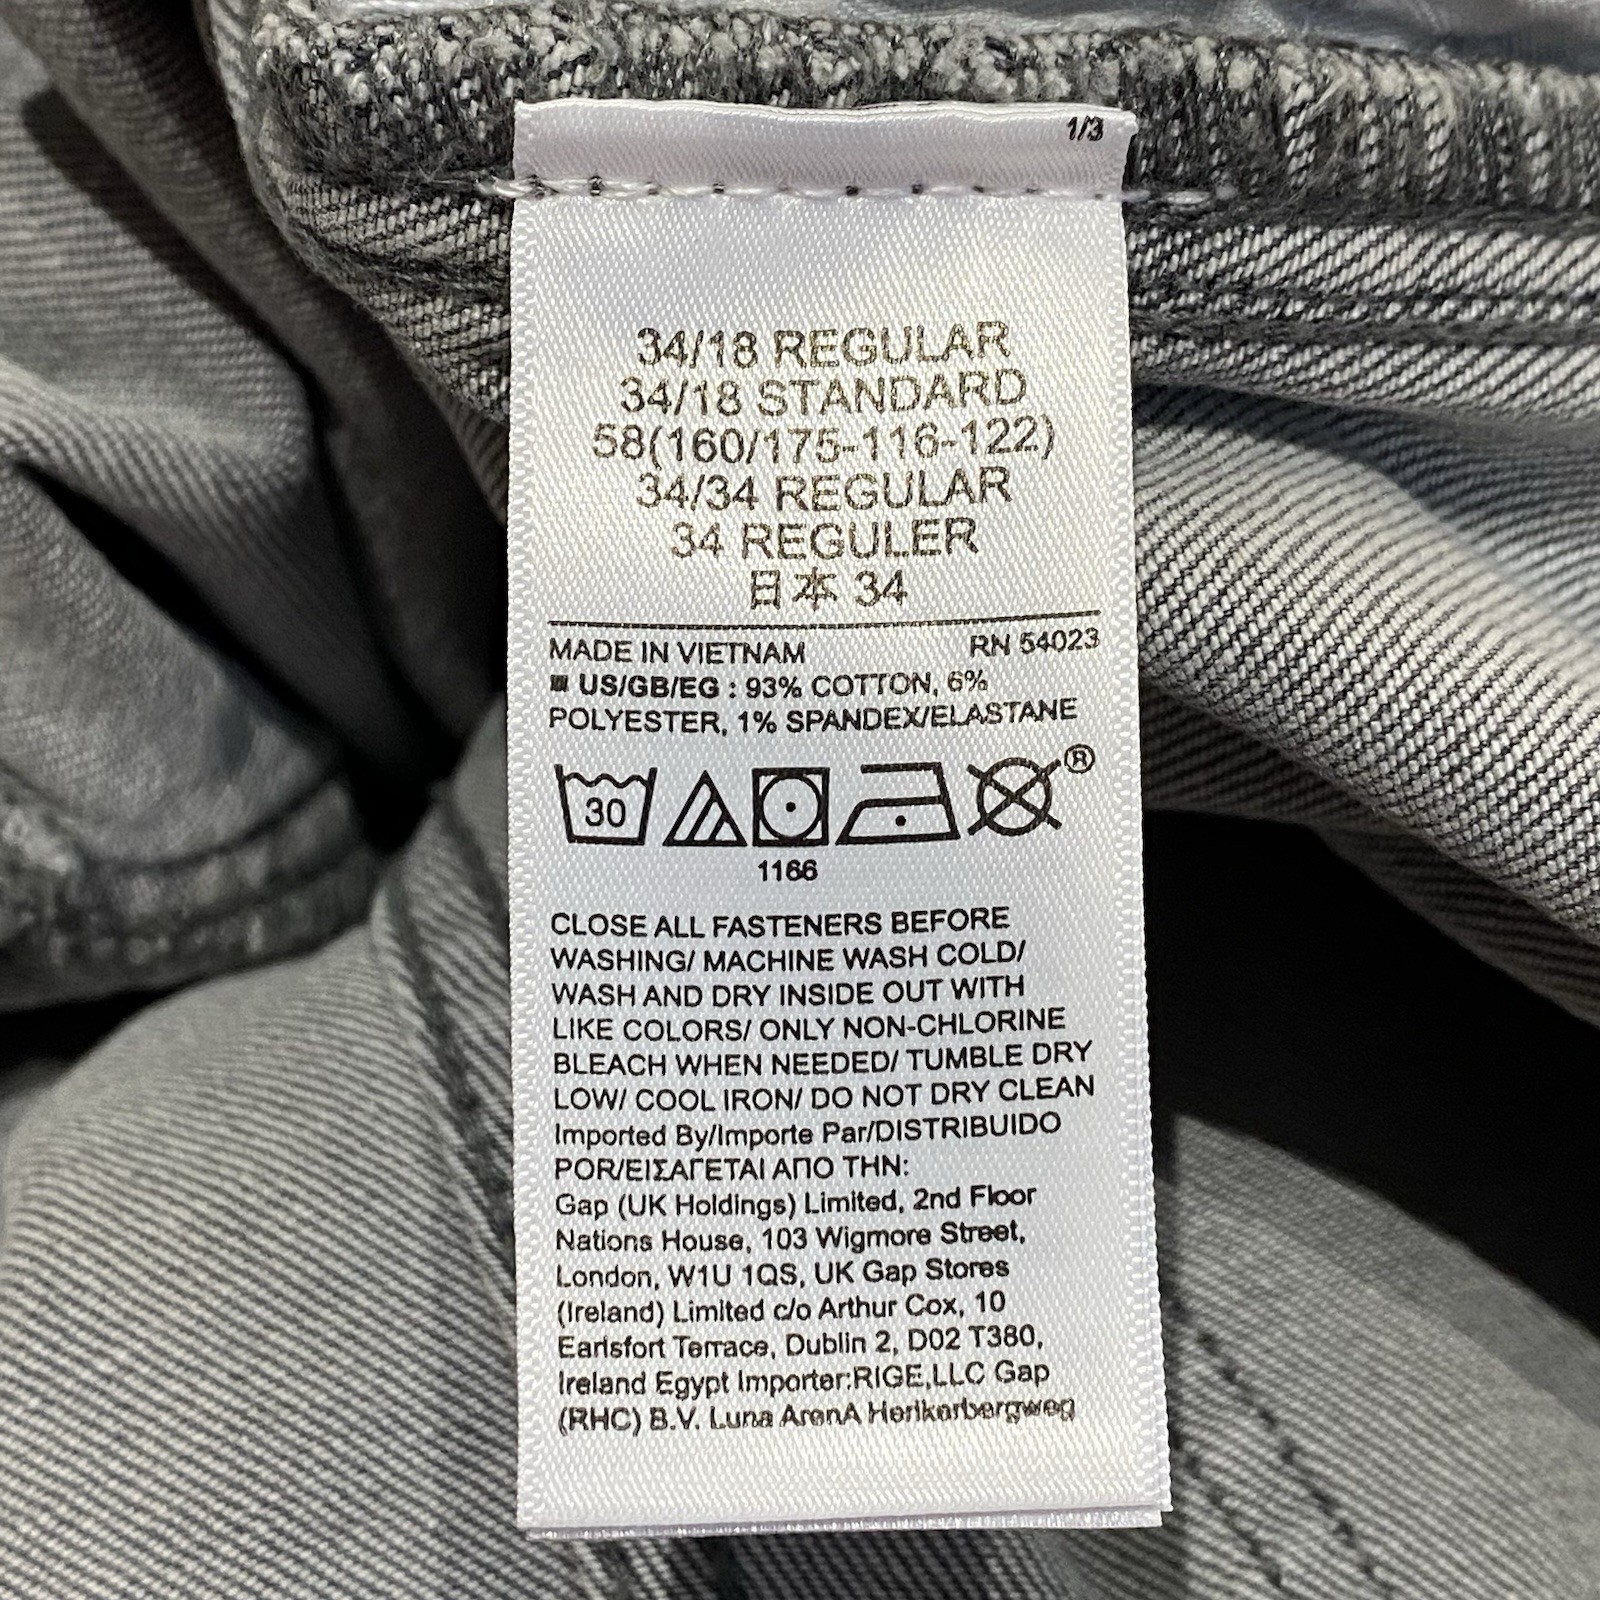 1/3
34/18 REGULAR
34/18 STANDARD
58(160/175-116-122)
34/34 REGULAR
34 REGULER
日本 34
MADE IN VIETNAM RN 54023
US/GB/EG : 93% COTTON, 6%
POLYESTER, 1% SPANDEX/ELASTANE
30 ®
1166
CLOSE ALL FASTENERS BEFORE
WASHING/ MACHINE WASH COLD/
WASH AND DRY INSIDE OUT WITH
LIKE COLORS/ ONLY NON-CHLORINE
BLEACH WHEN NEEDED/ TUMBLE DRY
LOW/ COOL IRON/ DO NOT DRY CLEAN
Imported By/Importe Par/DISTRIBUIDO
POR/ΕΙΣΑΓΕΤΑΙ ΑΠΟ ΤΗΝ:
Gap (UK Holdings) Limited, 2nd Floor
Nations House, 103 Wigmore Street,
London, W1U 1QS, UK Gap Stores
(Ireland) Limited c/o Arthur Cox, 10
Earlsfort Terrace, Dublin 2, D02 T380,
Ireland Egypt Importer:RIGE,LLC Gap
(RHC) B.V. Luna ArenA Herikerbergweg